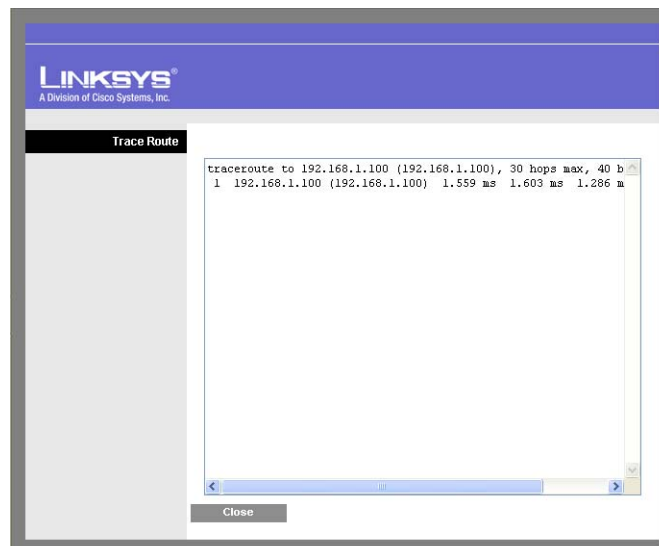 LINKSYS®
A Division of Cisco Systems, Inc.
Trace Route
traceroute to 192.168.1.100 (192.168.1.100), 30 hops max, 40 b
1 192.168.1.100 (192.168.1.100) 1.559 ms 1.603 ms 1.286 m
Close